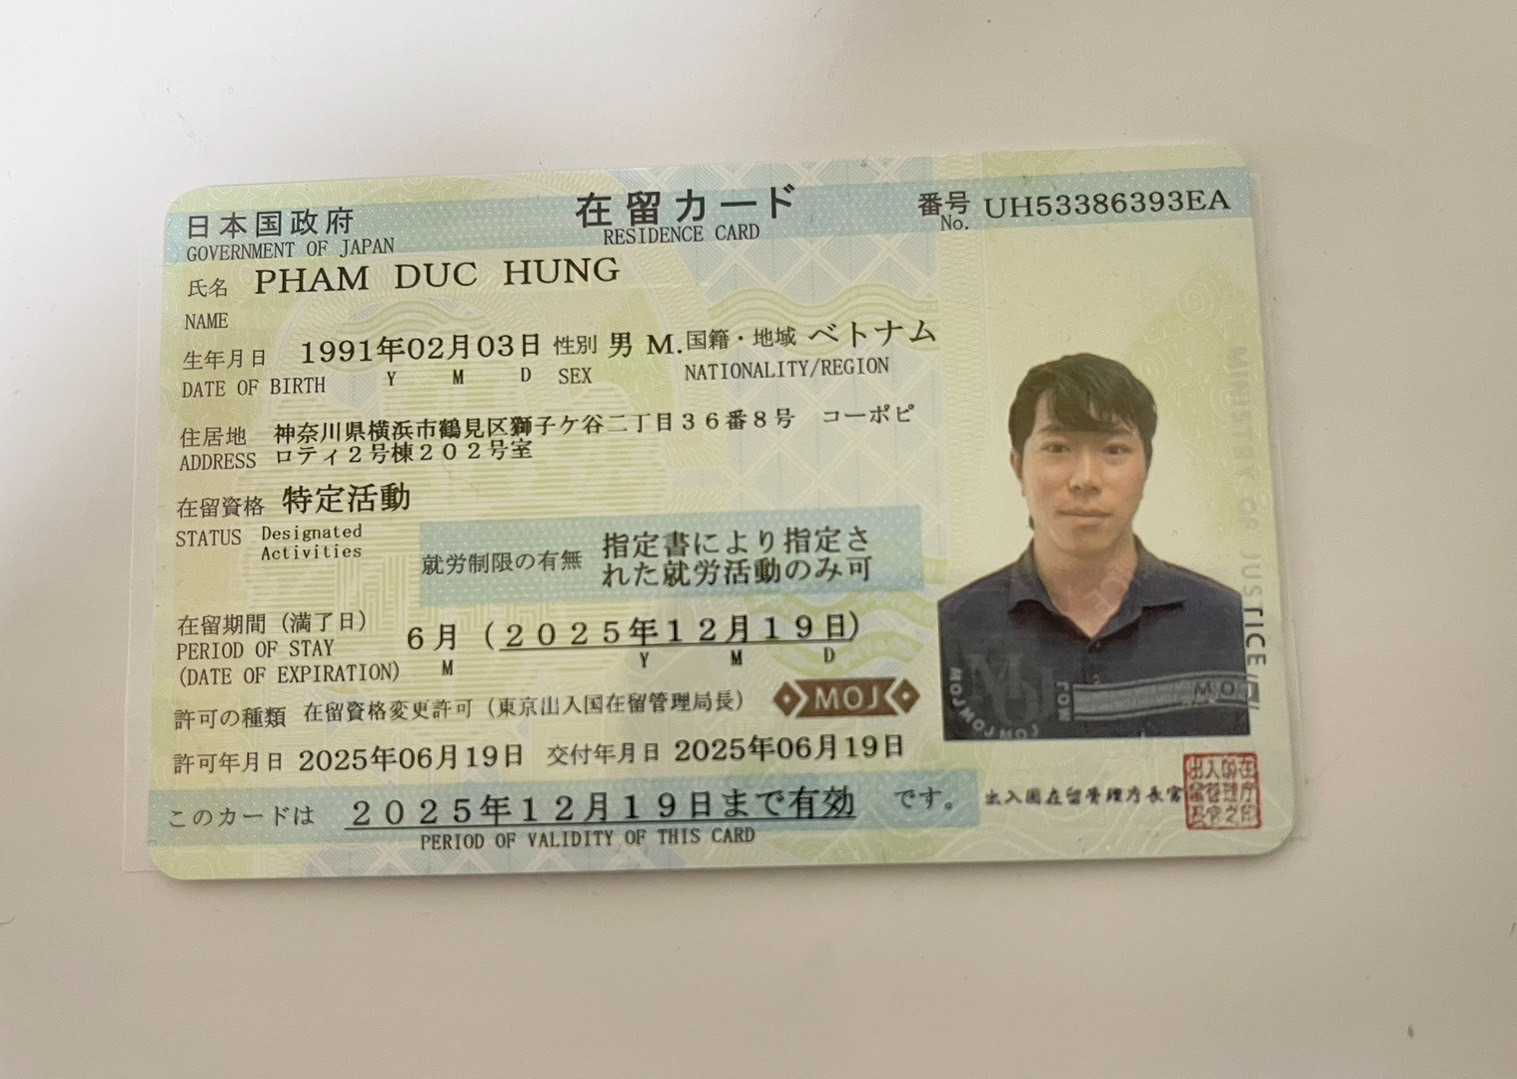 日本国政府 在留カード 番号 UH53386393EA
GOVERNMENT OF JAPAN RESIDENCE CARD No.
氏名 PHAM DUC HUNG
NAME
生年月日 1991年02月03日 性別 男 M. 国籍・地域 ベトナム
DATE OF BIRTH Y M D SEX NATIONALITY/REGION
住居地 神奈川県横浜市鶴見区獅子ケ谷二丁目36番8号 コーポピ
ADDRESS ロティ2号棟202号室
在留資格 特定活動
STATUS Designated
Activities
就労制限の有無 指定書により指定さ
れた就労活動のみ可
在留期間(満了日) 6月(2025年12月19日)
PERIOD OF STAY M Y M D
(DATE OF EXPIRATION)
許可の種類 在留資格変更許可(東京出入国在留管理局長) MOJ
許可年月日 2025年06月19日 交付年月日 2025年06月19日
このカードは 2025年12月19日まで有効 です。 出入国在留管理庁長官
PERIOD OF VALIDITY OF THIS CARD
MINISTRY OF JUSTICE
MOJMOJMOJ